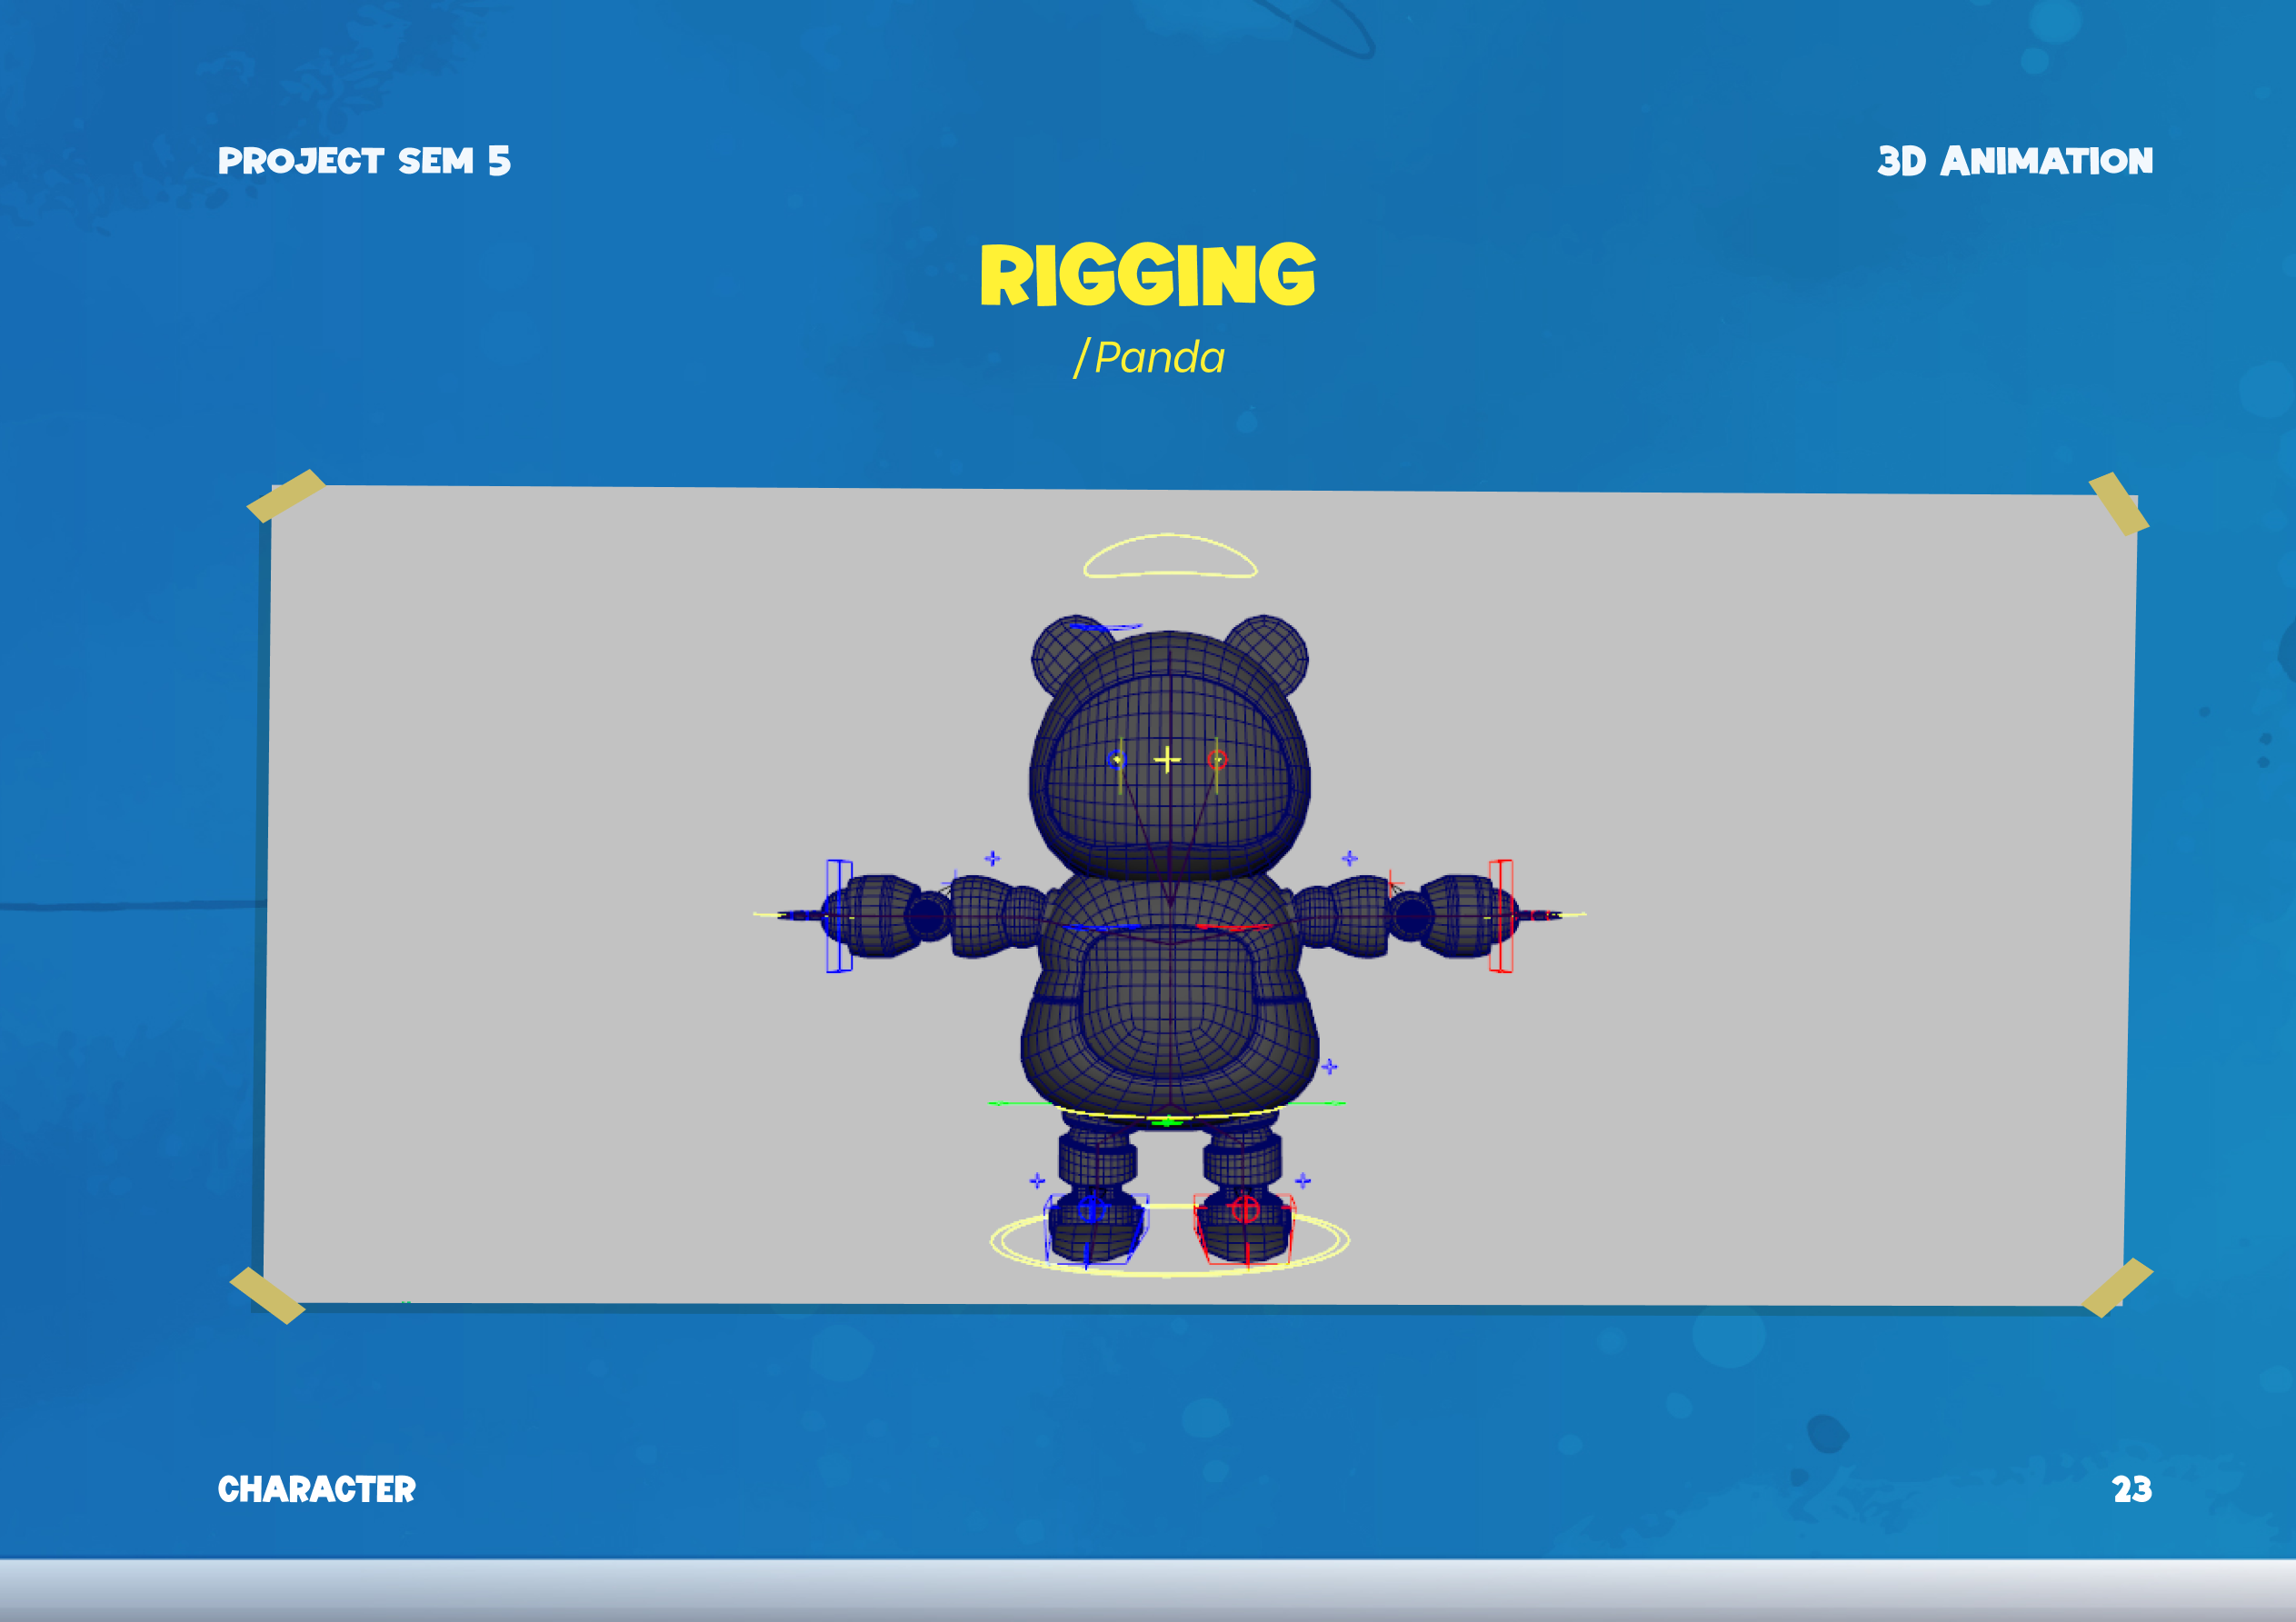 PROJECT SEM 5
3D ANIMATION
RIGGING
/Panda
CHARACTER
23